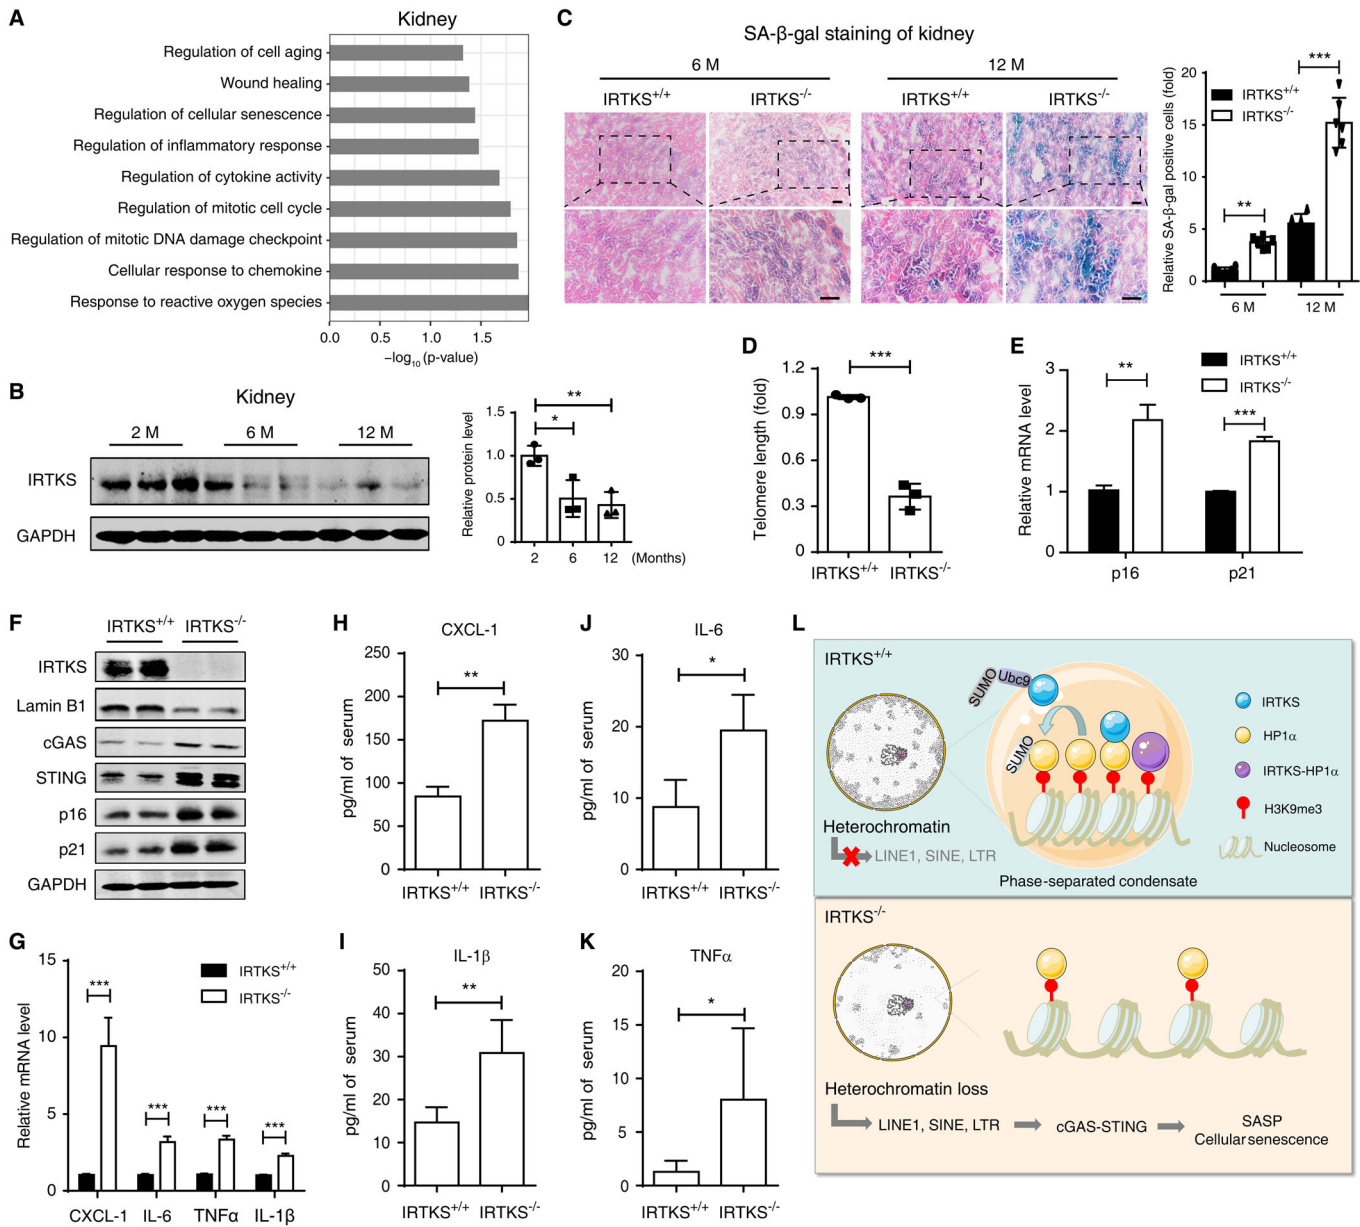 A
Kidney
Regulation of cell aging
Wound healing
Regulation of cellular senescence
Regulation of inflammatory response
Regulation of cytokine activity
Regulation of mitotic cell cycle
Regulation of mitotic DNA damage checkpoint
Cellular response to chemokine
Response to reactive oxygen species
0.0 0.5 1.0 1.5
−log10 (p-value)
B
Kidney
2 M 6 M 12 M
IRTKS
GAPDH
Relative protein level
1.5
1.0
0.5
0
* **
2 6 12 (Months)
C
SA-β-gal staining of kidney
6 M 12 M
IRTKS+/+ IRTKS-/- IRTKS+/+ IRTKS-/-
Relative SA-β-gal positive cells (fold)
20
15
10
5
0
IRTKS+/+
IRTKS-/-
** ***
6 M 12 M
D
Telomere length (fold)
1.2
0.9
0.6
0.3
0
***
IRTKS+/+ IRTKS-/-
E
Relative mRNA level
3
2
1
0
IRTKS+/+
IRTKS-/-
** ***
p16 p21
F
IRTKS+/+ IRTKS-/-
IRTKS
Lamin B1
cGAS
STING
p16
p21
GAPDH
G
Relative mRNA level
15
10
5
0
IRTKS+/+
IRTKS-/-
*** *** *** ***
CXCL-1 IL-6 TNFα IL-1β
H
CXCL-1
pg/ml of serum
250
200
150
100
50
0
**
IRTKS+/+ IRTKS-/-
I
IL-1β
pg/ml of serum
50
40
30
20
10
0
**
IRTKS+/+ IRTKS-/-
J
IL-6
pg/ml of serum
30
20
10
0
*
IRTKS+/+ IRTKS-/-
K
TNFα
pg/ml of serum
20
15
10
5
0
*
IRTKS+/+ IRTKS-/-
L
IRTKS+/+
SUMO
Ubc9
SUMO
Heterochromatin
LINE1, SINE, LTR
Phase-separated condensate
IRTKS
HP1α
IRTKS-HP1α
H3K9me3
Nucleosome
IRTKS-/-
Heterochromatin loss
LINE1, SINE, LTR
cGAS-STING
SASP
Cellular senescence